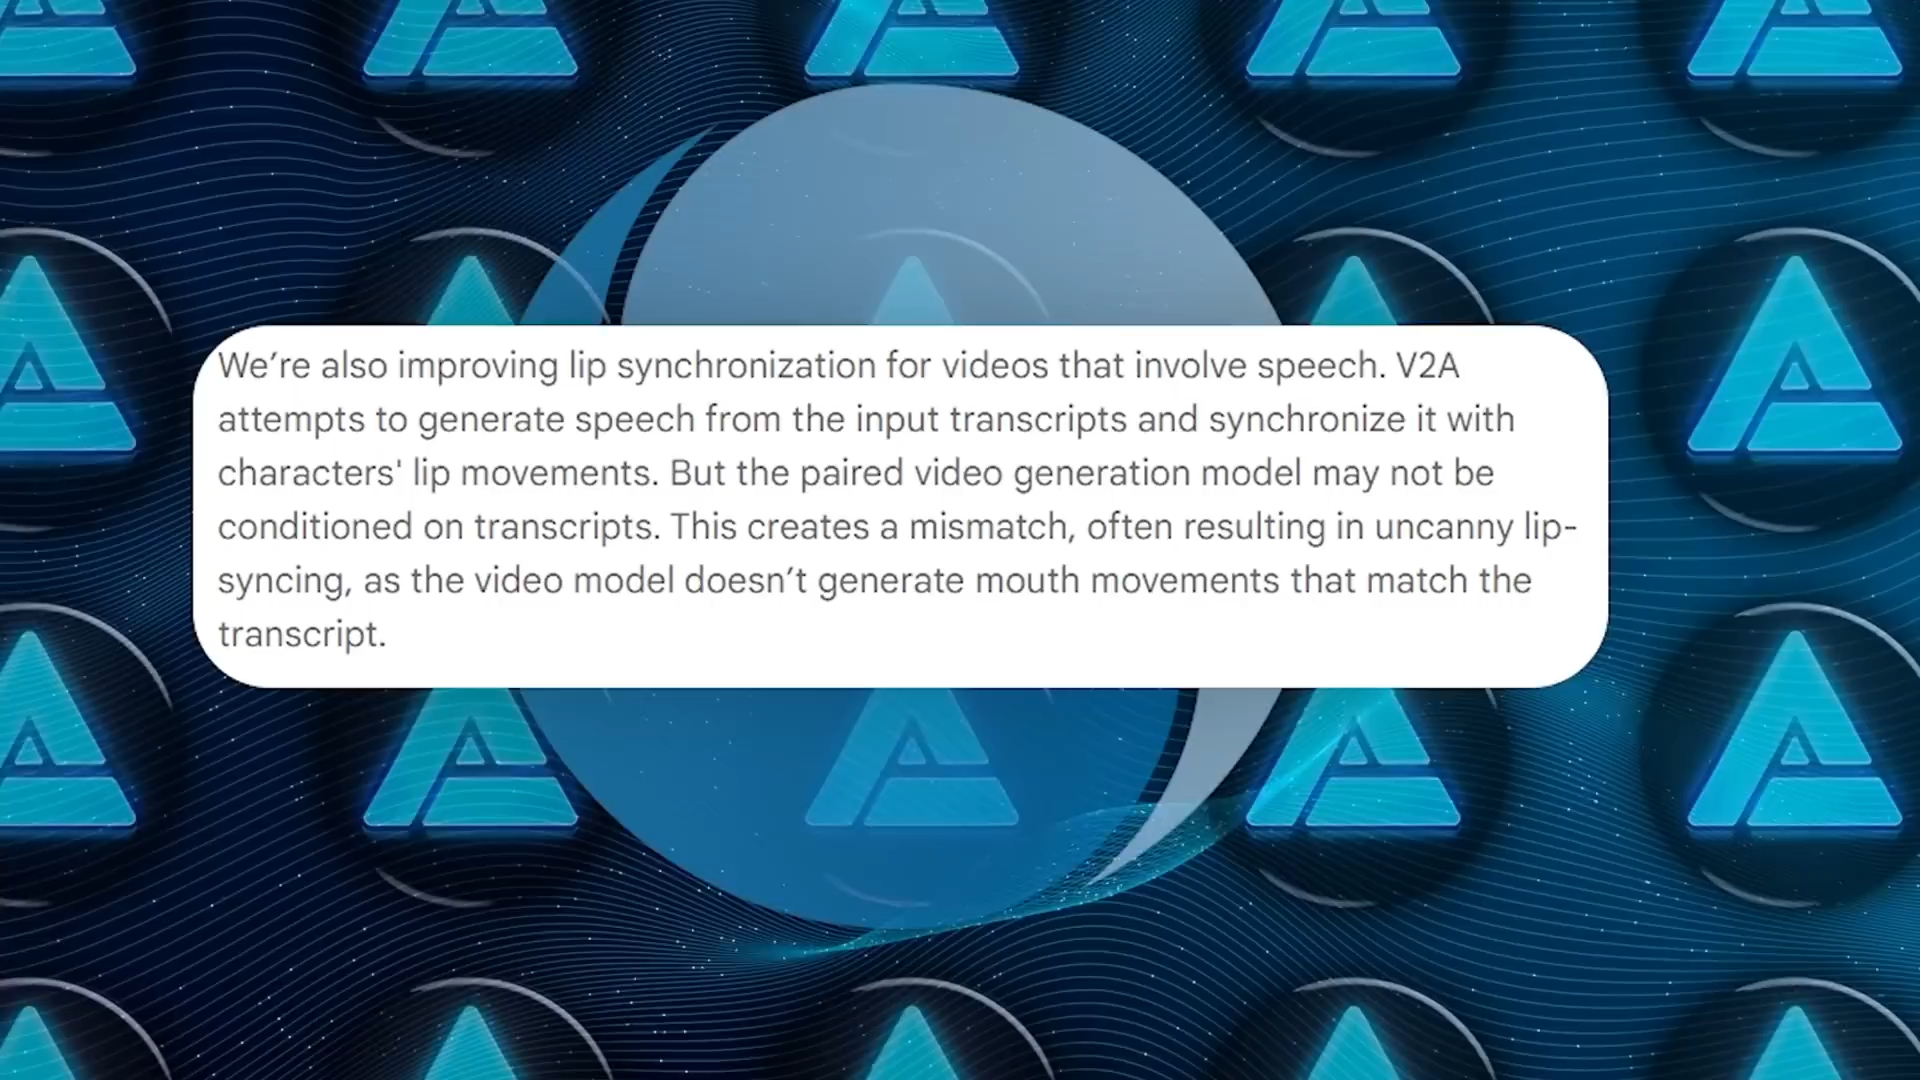 We’re also improving lip synchronization for videos that involve speech. V2A
attempts to generate speech from the input transcripts and synchronize it with
characters' lip movements. But the paired video generation model may not be
conditioned on transcripts. This creates a mismatch, often resulting in uncanny lip-
syncing, as the video model doesn’t generate mouth movements that match the
transcript.